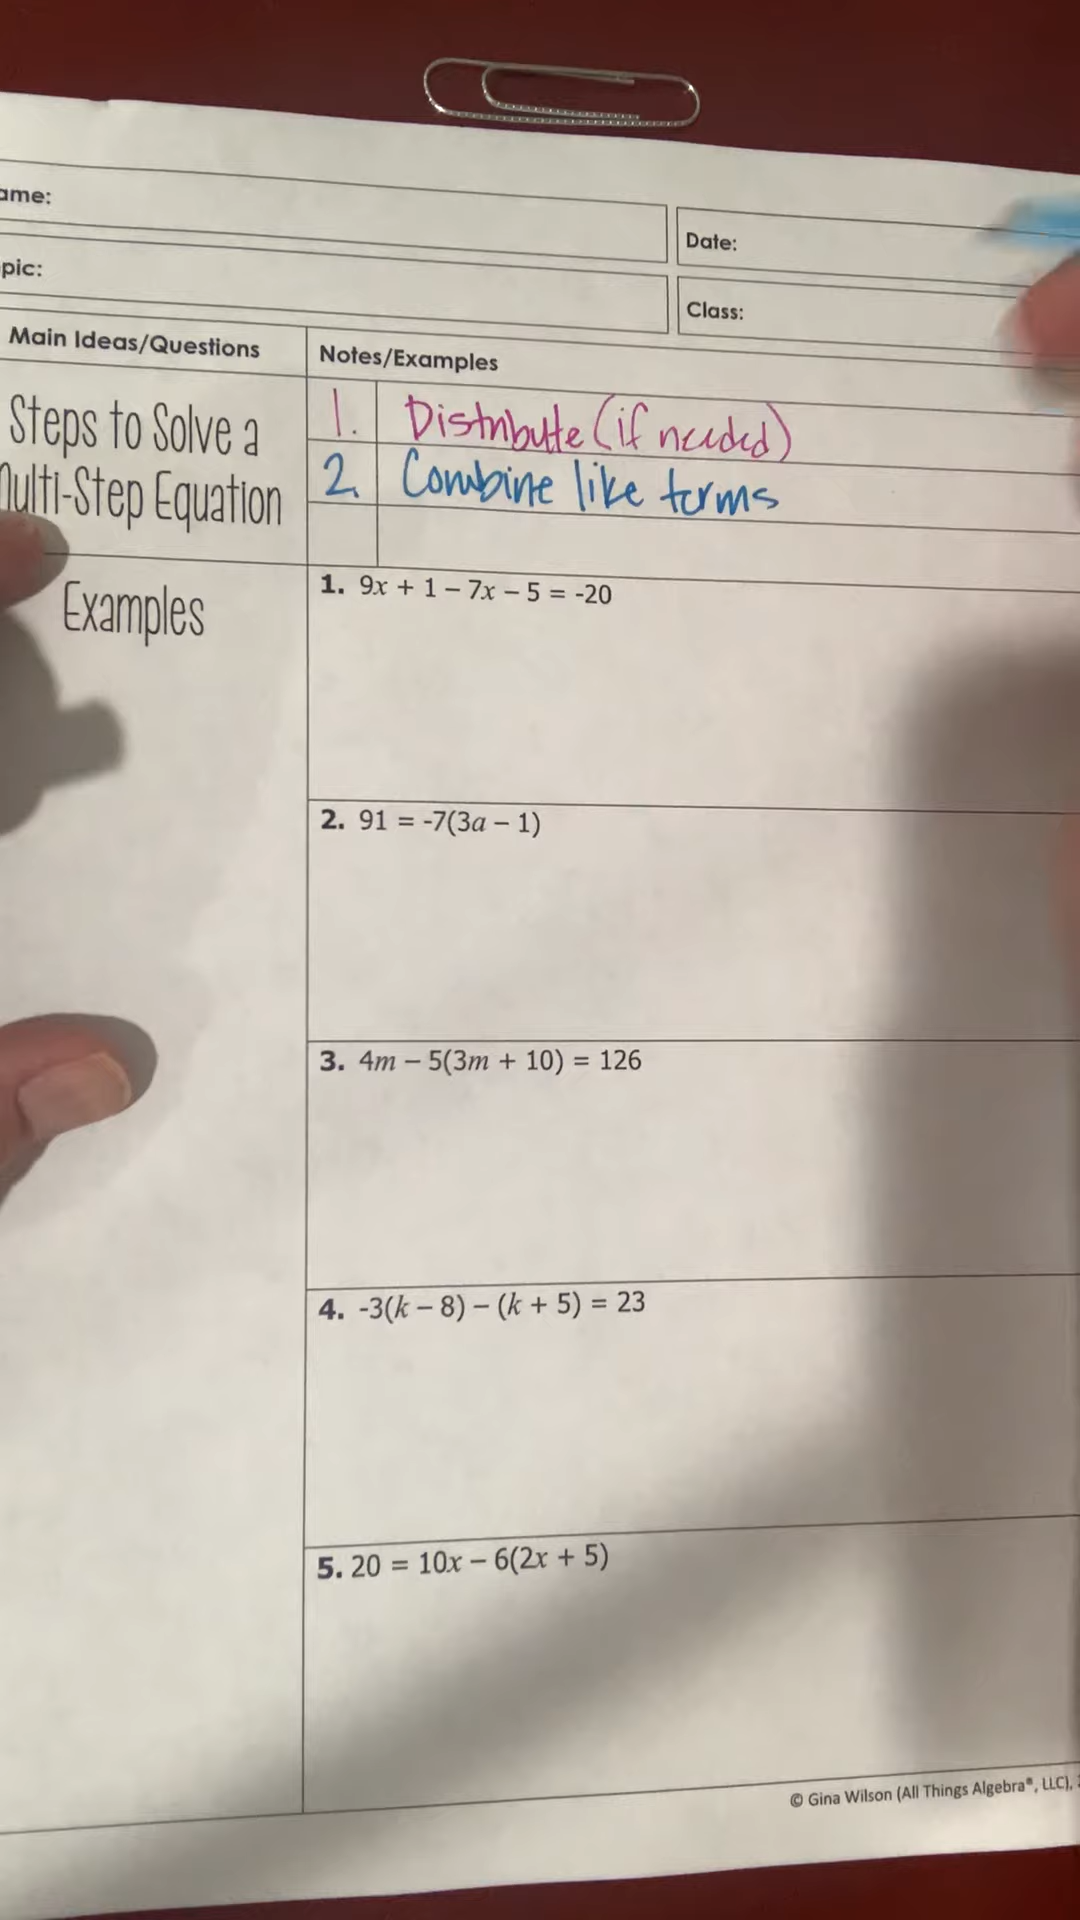 ame:
Date:
pic:
Class:
Main Ideas/Questions
Notes/Examples
Steps to Solve a
Multi-Step Equation
1. Distribute (if needed)
2. Combine like terms
Examples
1. 9x + 1 – 7x – 5 = -20
2. 91 = -7(3a – 1)
3. 4m – 5(3m + 10) = 126
4. -3(k – 8) – (k + 5) = 23
5. 20 = 10x – 6(2x + 5)
© Gina Wilson (All Things Algebra®, LLC),